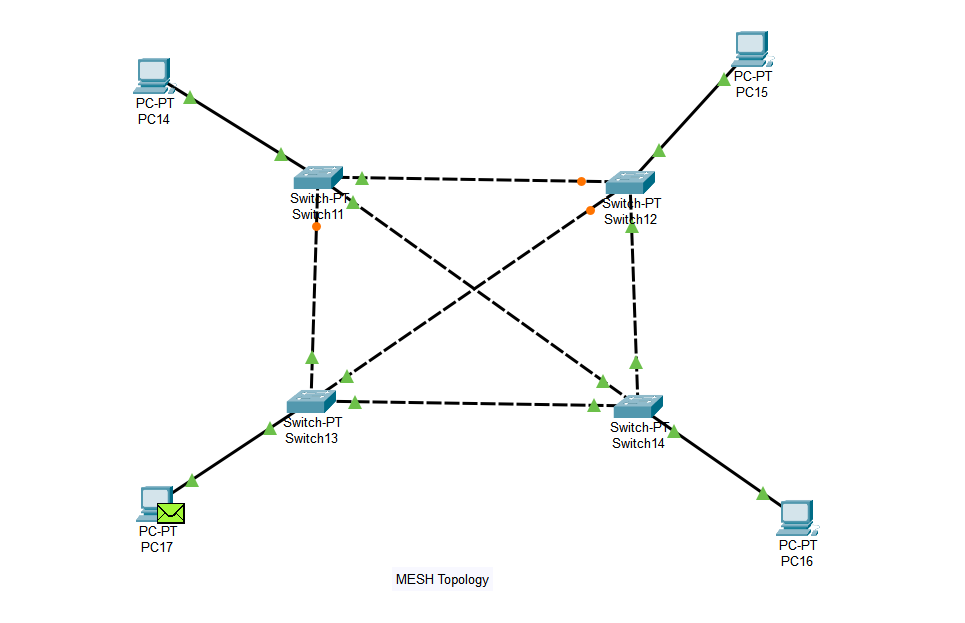 PC-PT
PC14
PC-PT
PC15
Switch-PT
Switch11
Switch-PT
Switch12
Switch-PT
Switch13
Switch-PT
Switch14
PC-PT
PC17
PC-PT
PC16
MESH Topology